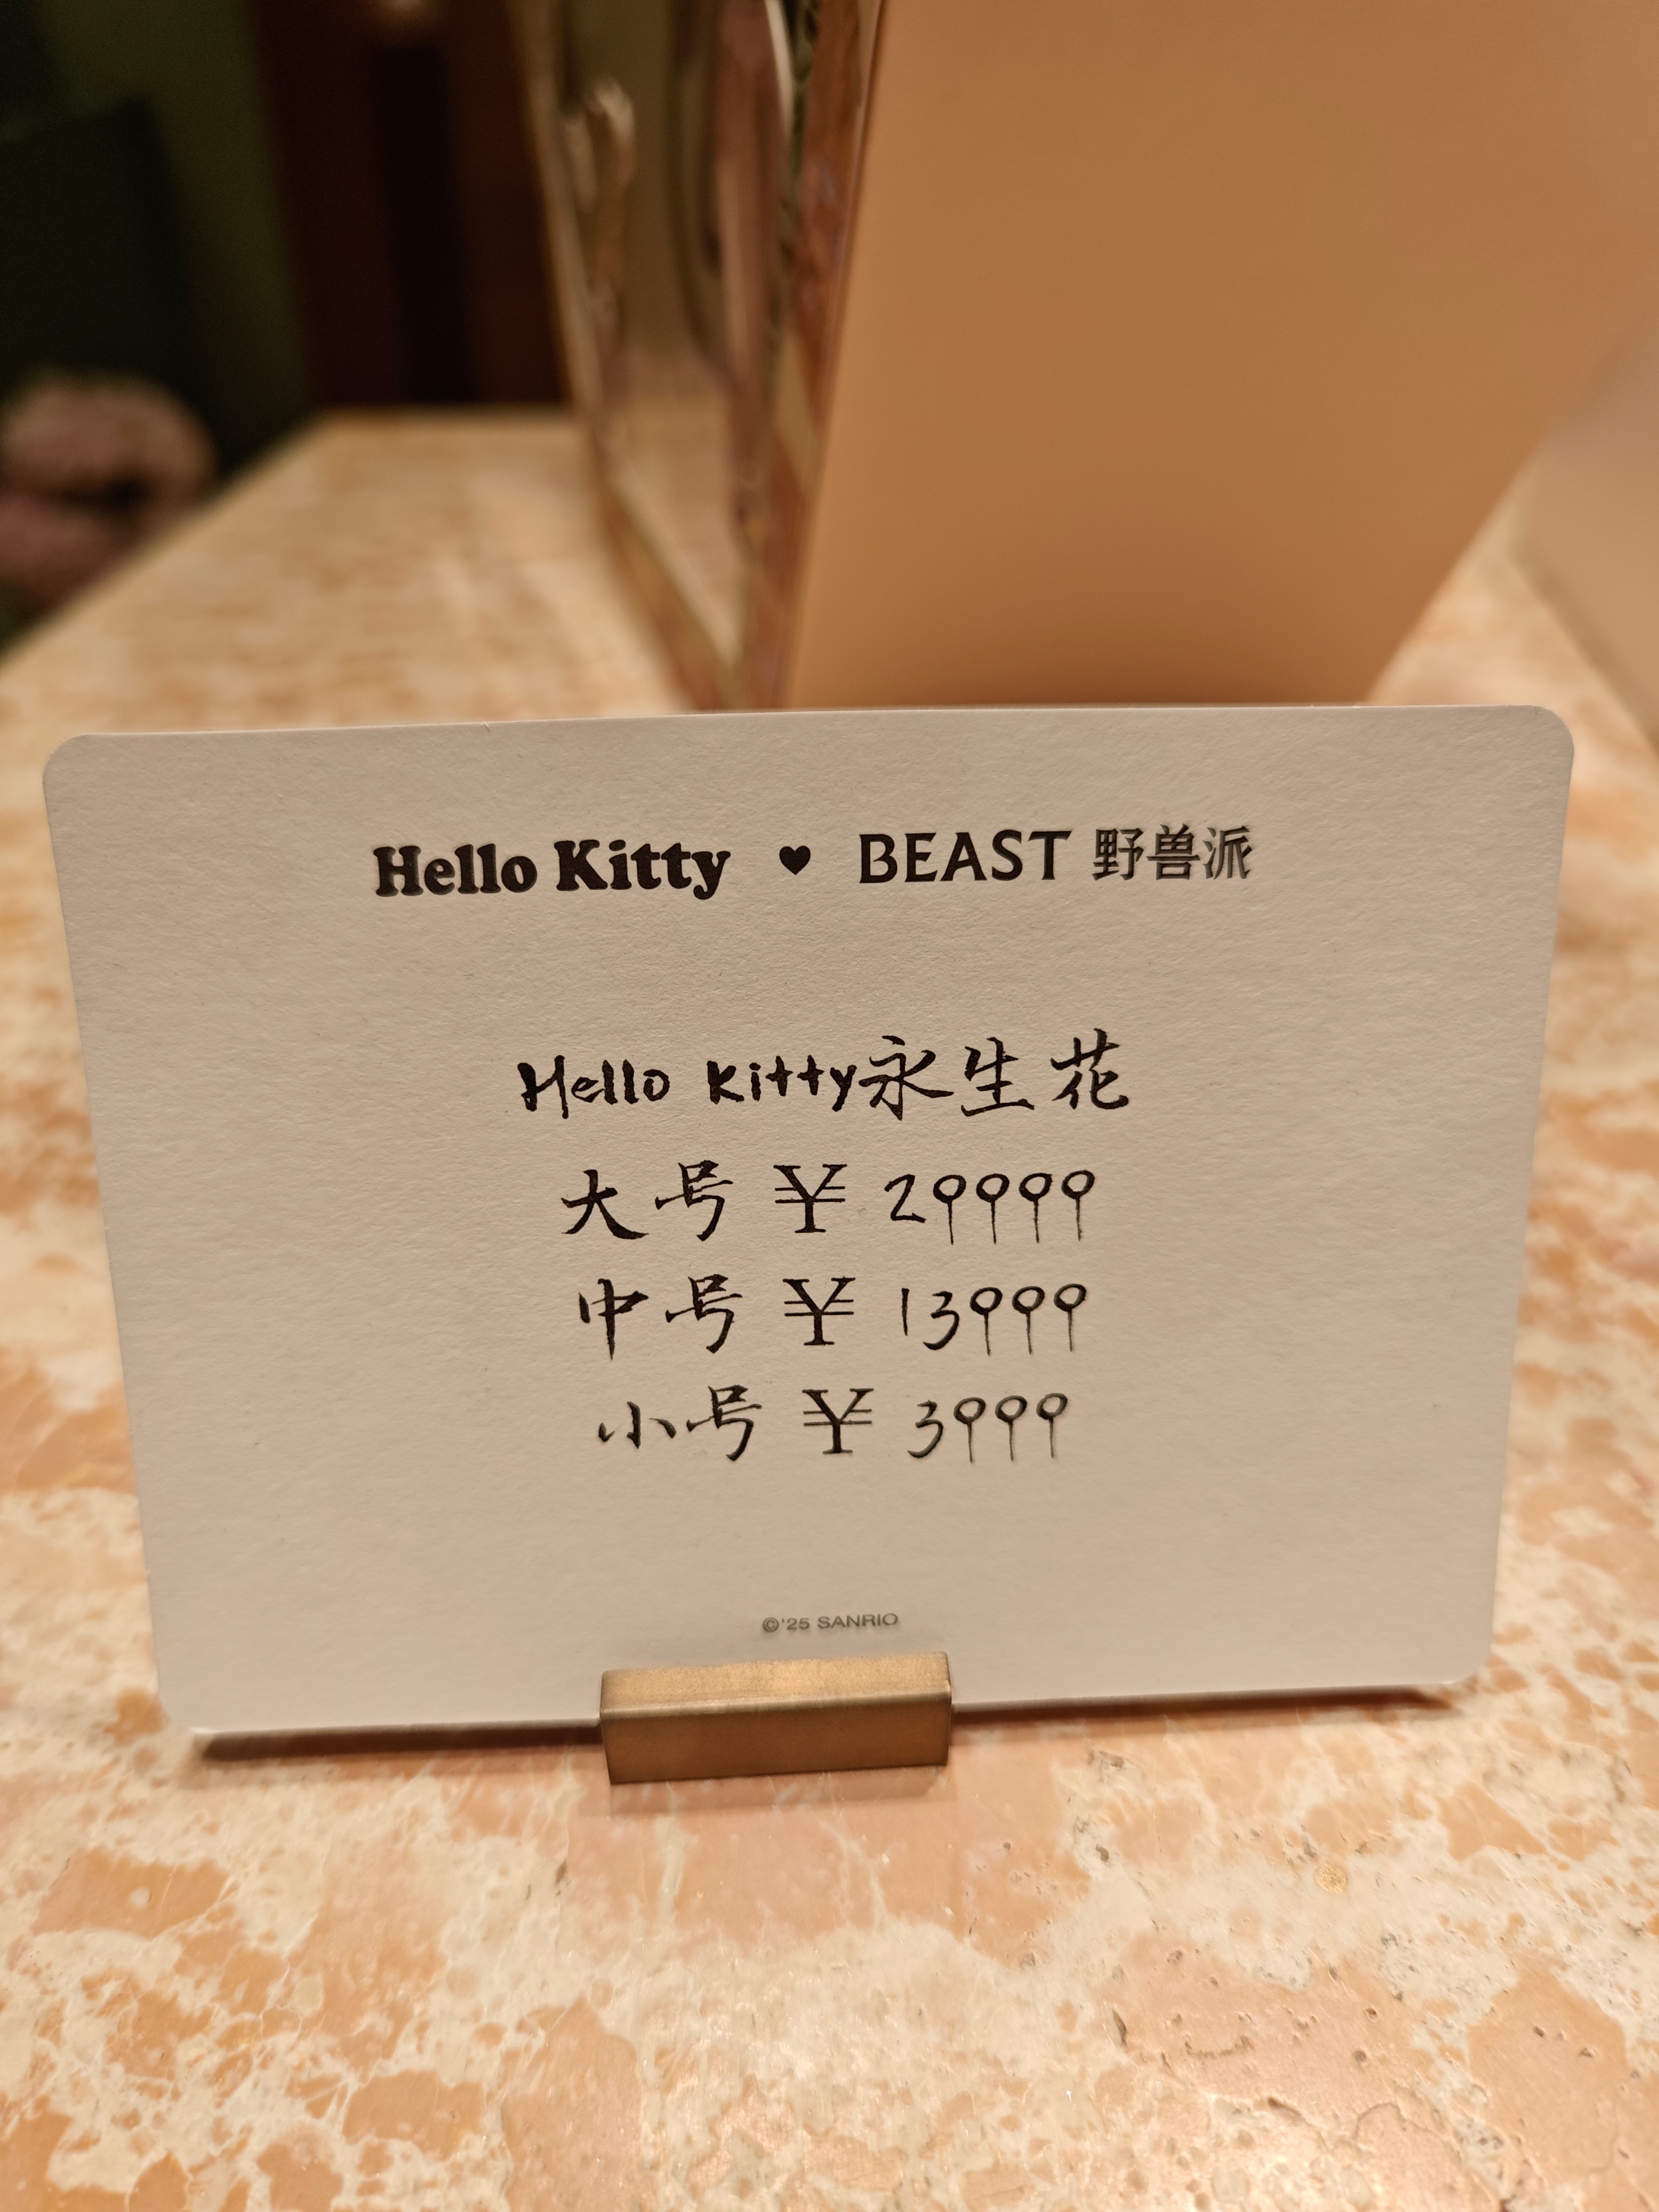 Hello Kitty ♥ BEAST 野兽派
Hello Kitty永生花
大号 ¥ 29999
中号 ¥ 13999
小号 ¥ 3999
©'25 SANRIO